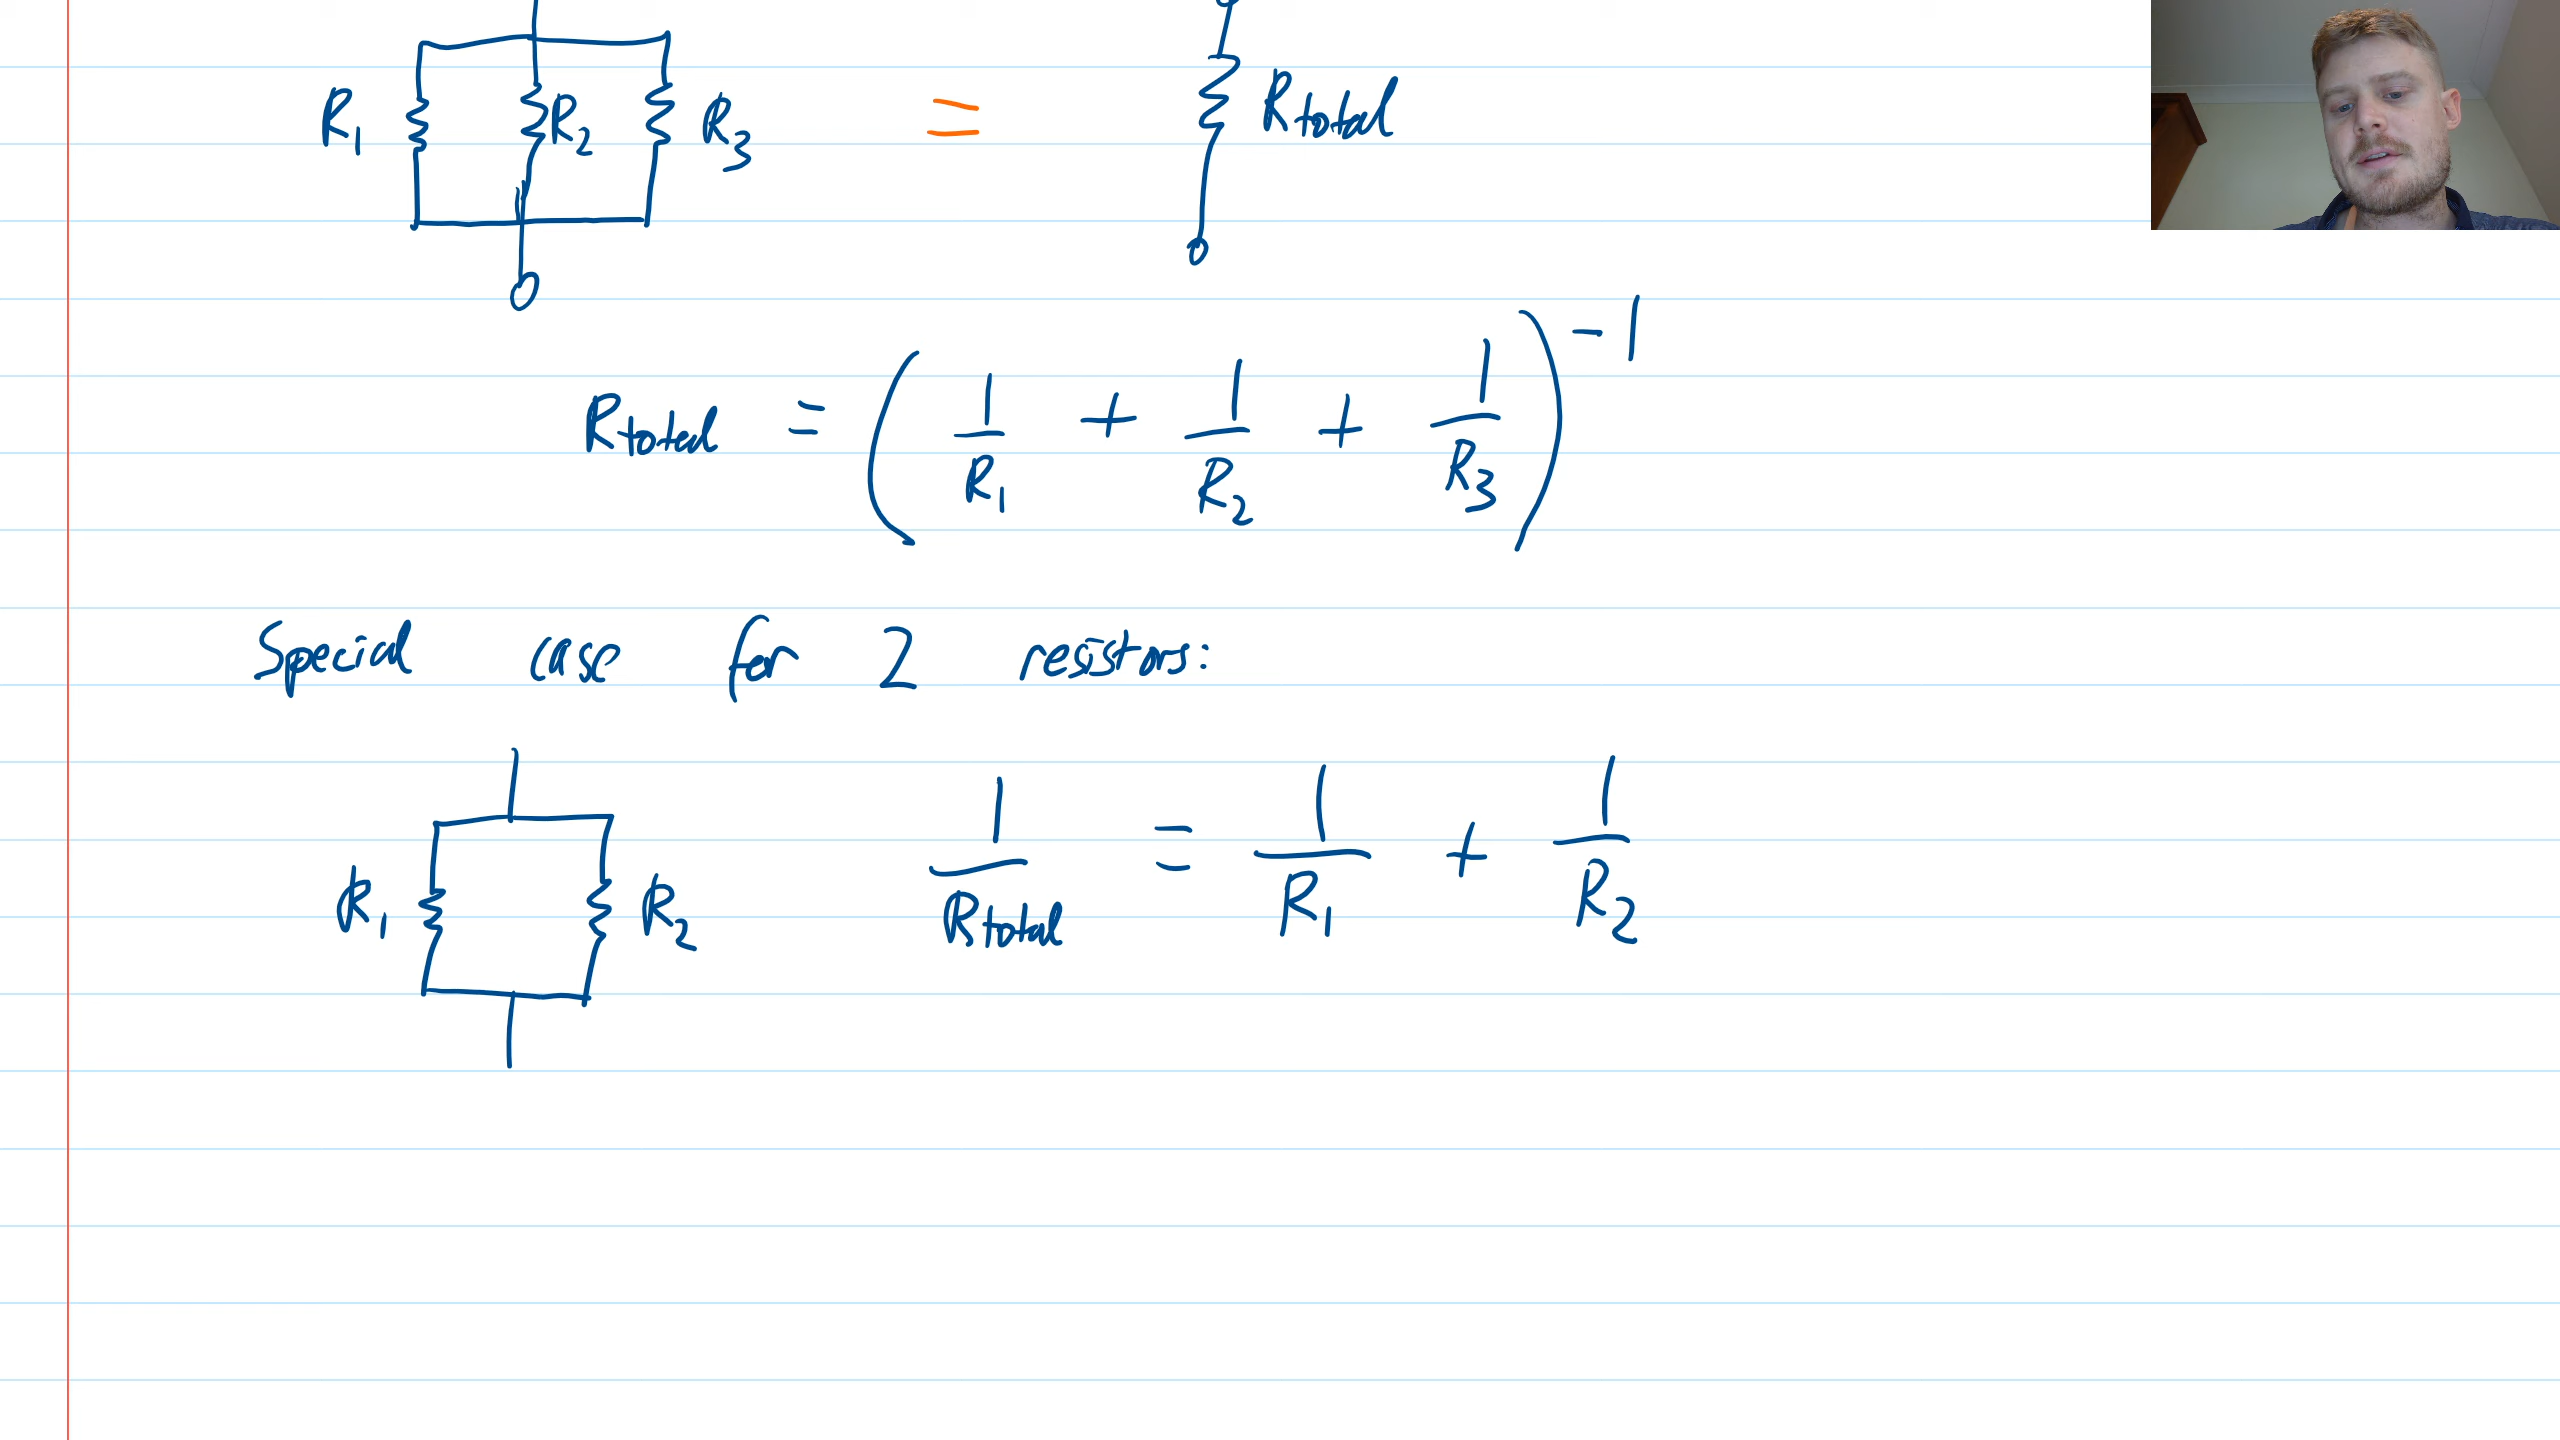 R1 R2 R3 = Rtotal
Rtotal = (1/R1 + 1/R2 + 1/R3)^-1
Special case for 2 resistors:
R1 R2 1/Rtotal = 1/R1 + 1/R2